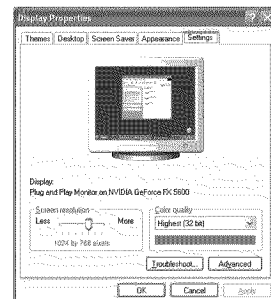 Display Properties
Themes Desktop Screen Saver Appearance Settings
Display:
Plug and Play Monitor on NVIDIA GeForce FX 5600
Screen resolution
Less More
1024 by 768 pixels
Color quality
Highest (32 bit)
Troubleshoot... Advanced
OK Cancel Apply